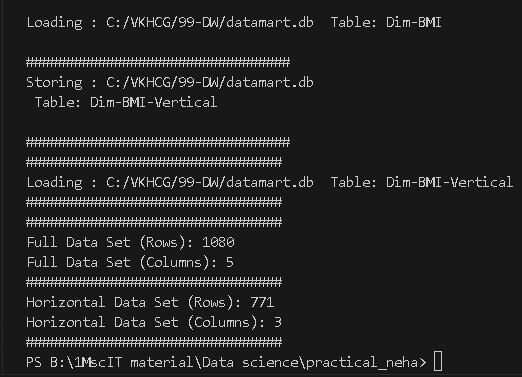 Loading : C:/VKHCG/99-DW/datamart.db  Table: Dim-BMI
#################################
Storing : C:/VKHCG/99-DW/datamart.db
 Table: Dim-BMI-Vertical
#################################
################################
Loading : C:/VKHCG/99-DW/datamart.db  Table: Dim-BMI-Vertical
################################
################################
Full Data Set (Rows): 1080
Full Data Set (Columns): 5
################################
Horizontal Data Set (Rows): 771
Horizontal Data Set (Columns): 3
################################
PS B:\1MscIT material\Data science\practical_neha>